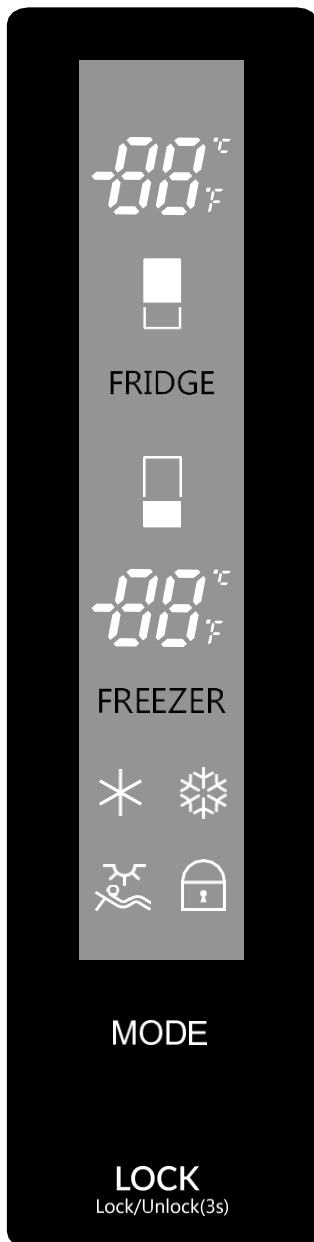 -88°C
°F
FRIDGE
-88°C
°F
FREEZER
MODE
LOCK
Lock/Unlock(3s)